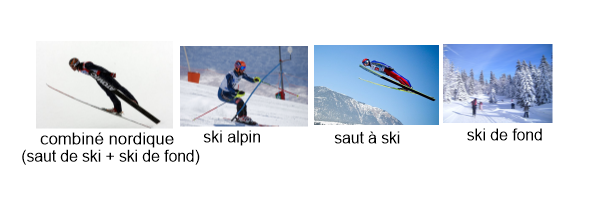 combiné nordique
(saut de ski + ski de fond)
ski alpin
saut à ski
ski de fond